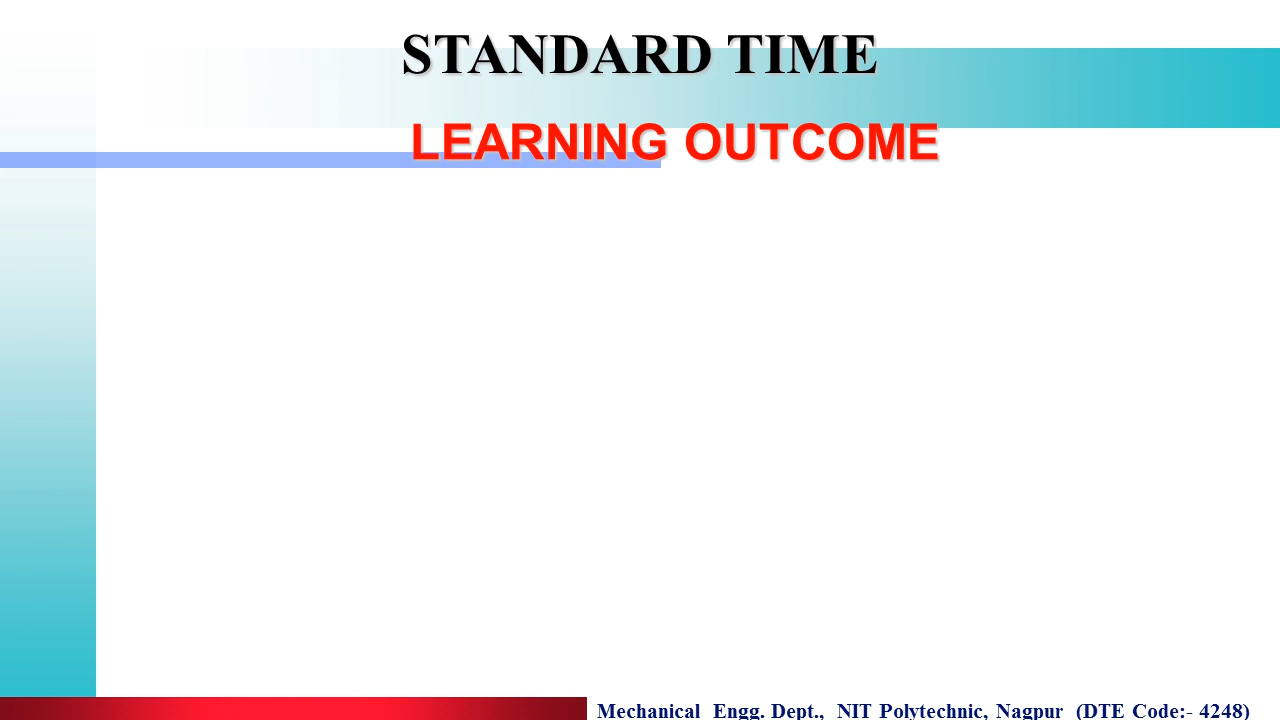 STANDARD TIME
LEARNING OUTCOME
Mechanical Engg. Dept., NIT Polytechnic, Nagpur (DTE Code:- 4248)